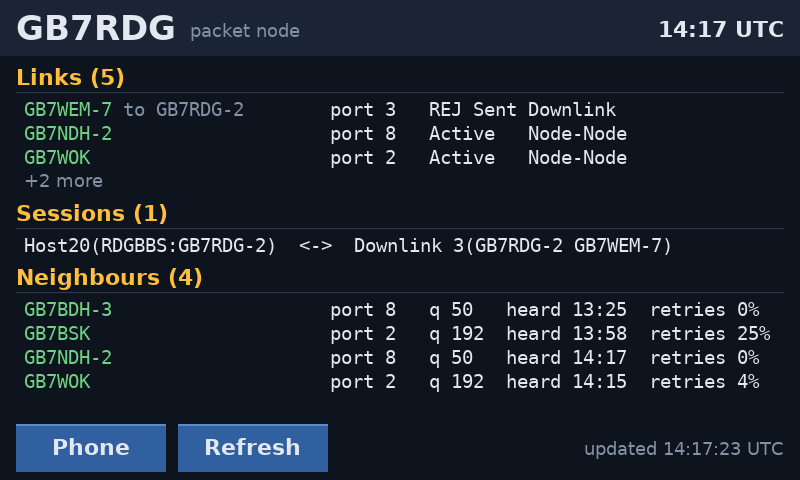 GB7RDG packet node 14:17 UTC
Links (5)
GB7WEM-7 to GB7RDG-2 port 3 REJ Sent Downlink
GB7NDH-2 port 8 Active Node-Node
GB7WOK port 2 Active Node-Node
+2 more
Sessions (1)
Host20(RDGBBS:GB7RDG-2) <-> Downlink 3(GB7RDG-2 GB7WEM-7)
Neighbours (4)
GB7BDH-3 port 8 q 50 heard 13:25 retries 0%
GB7BSK port 2 q 192 heard 13:58 retries 25%
GB7NDH-2 port 8 q 50 heard 14:17 retries 0%
GB7WOK port 2 q 192 heard 14:15 retries 4%
Phone Refresh updated 14:17:23 UTC